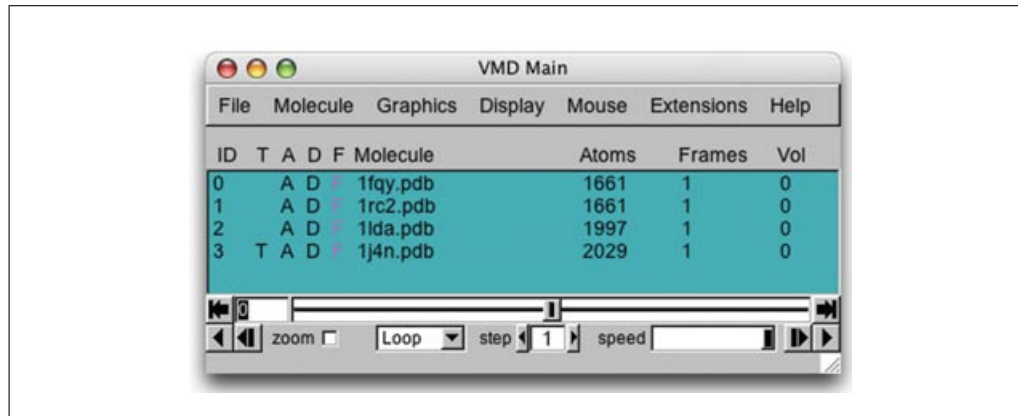 VMD Main
File Molecule Graphics Display Mouse Extensions Help
ID T A D F Molecule Atoms Frames Vol
0 A D F 1fqy.pdb 1661 1 0
1 A D F 1rc2.pdb 1661 1 0
2 A D F 1lda.pdb 1997 1 0
3 T A D F 1j4n.pdb 2029 1 0
0
zoom Loop step 1 speed